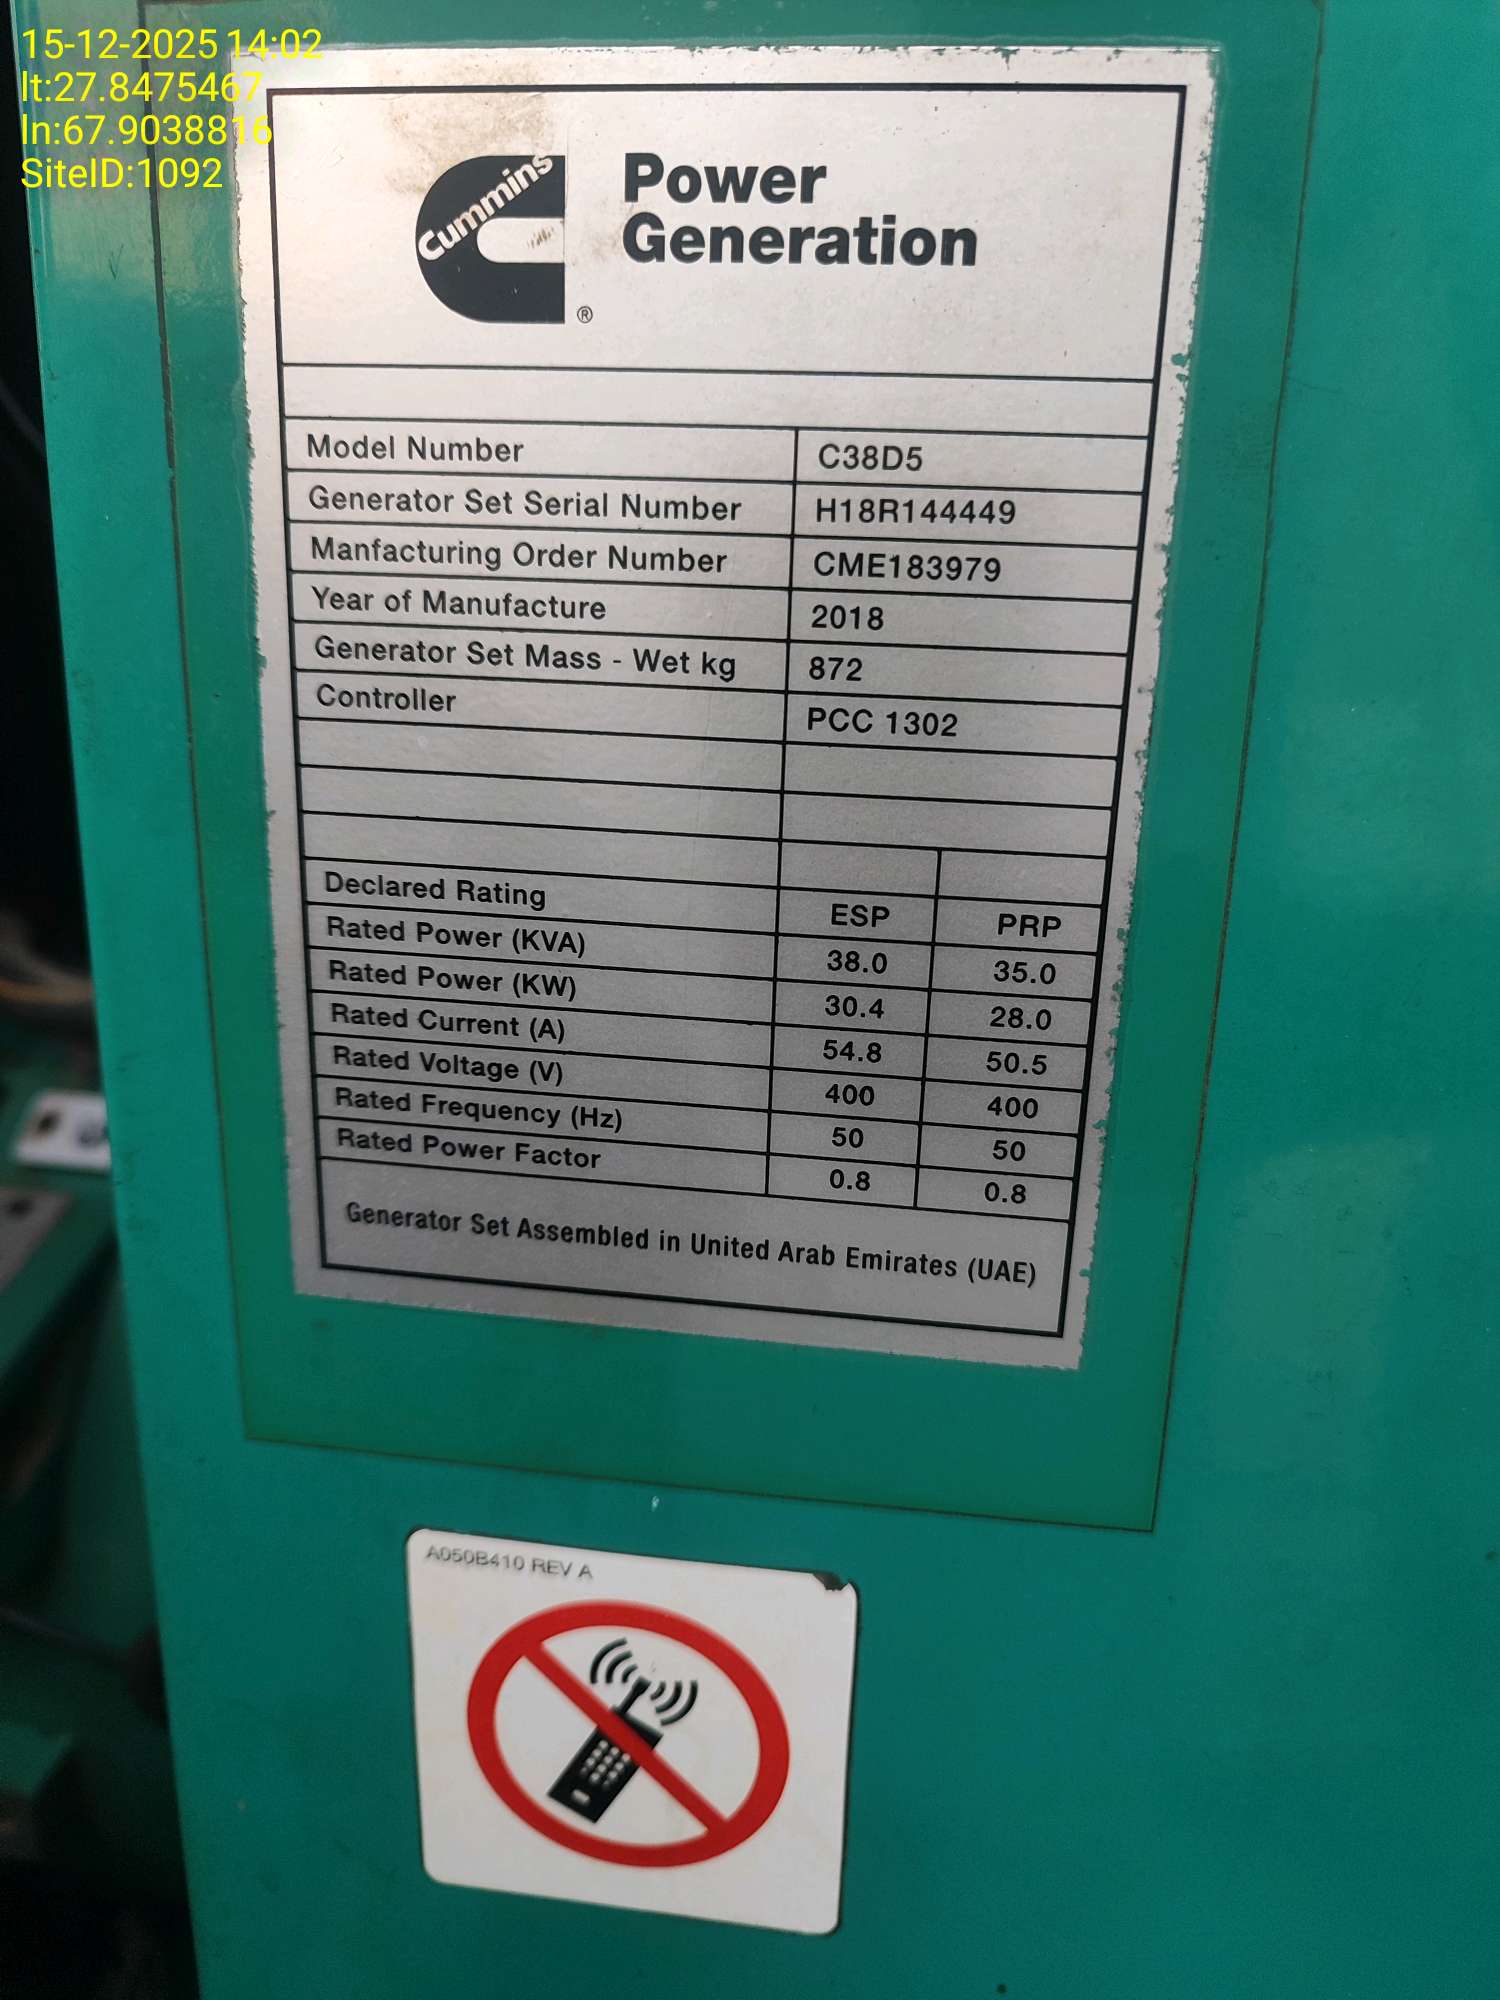 15-12-2025 14:02
lt:27.8475467
ln:67.9038816
SiteID:1092
Cummins
®
Power
Generation
Model Number C38D5
Generator Set Serial Number H18R144449
Manfacturing Order Number CME183979
Year of Manufacture 2018
Generator Set Mass - Wet kg 872
Controller PCC 1302
Declared Rating ESP PRP
Rated Power (KVA) 38.0 35.0
Rated Power (KW) 30.4 28.0
Rated Current (A) 54.8 50.5
Rated Voltage (V) 400 400
Rated Frequency (Hz) 50 50
Rated Power Factor 0.8 0.8
Generator Set Assembled in United Arab Emirates (UAE)
A050B410 REV A